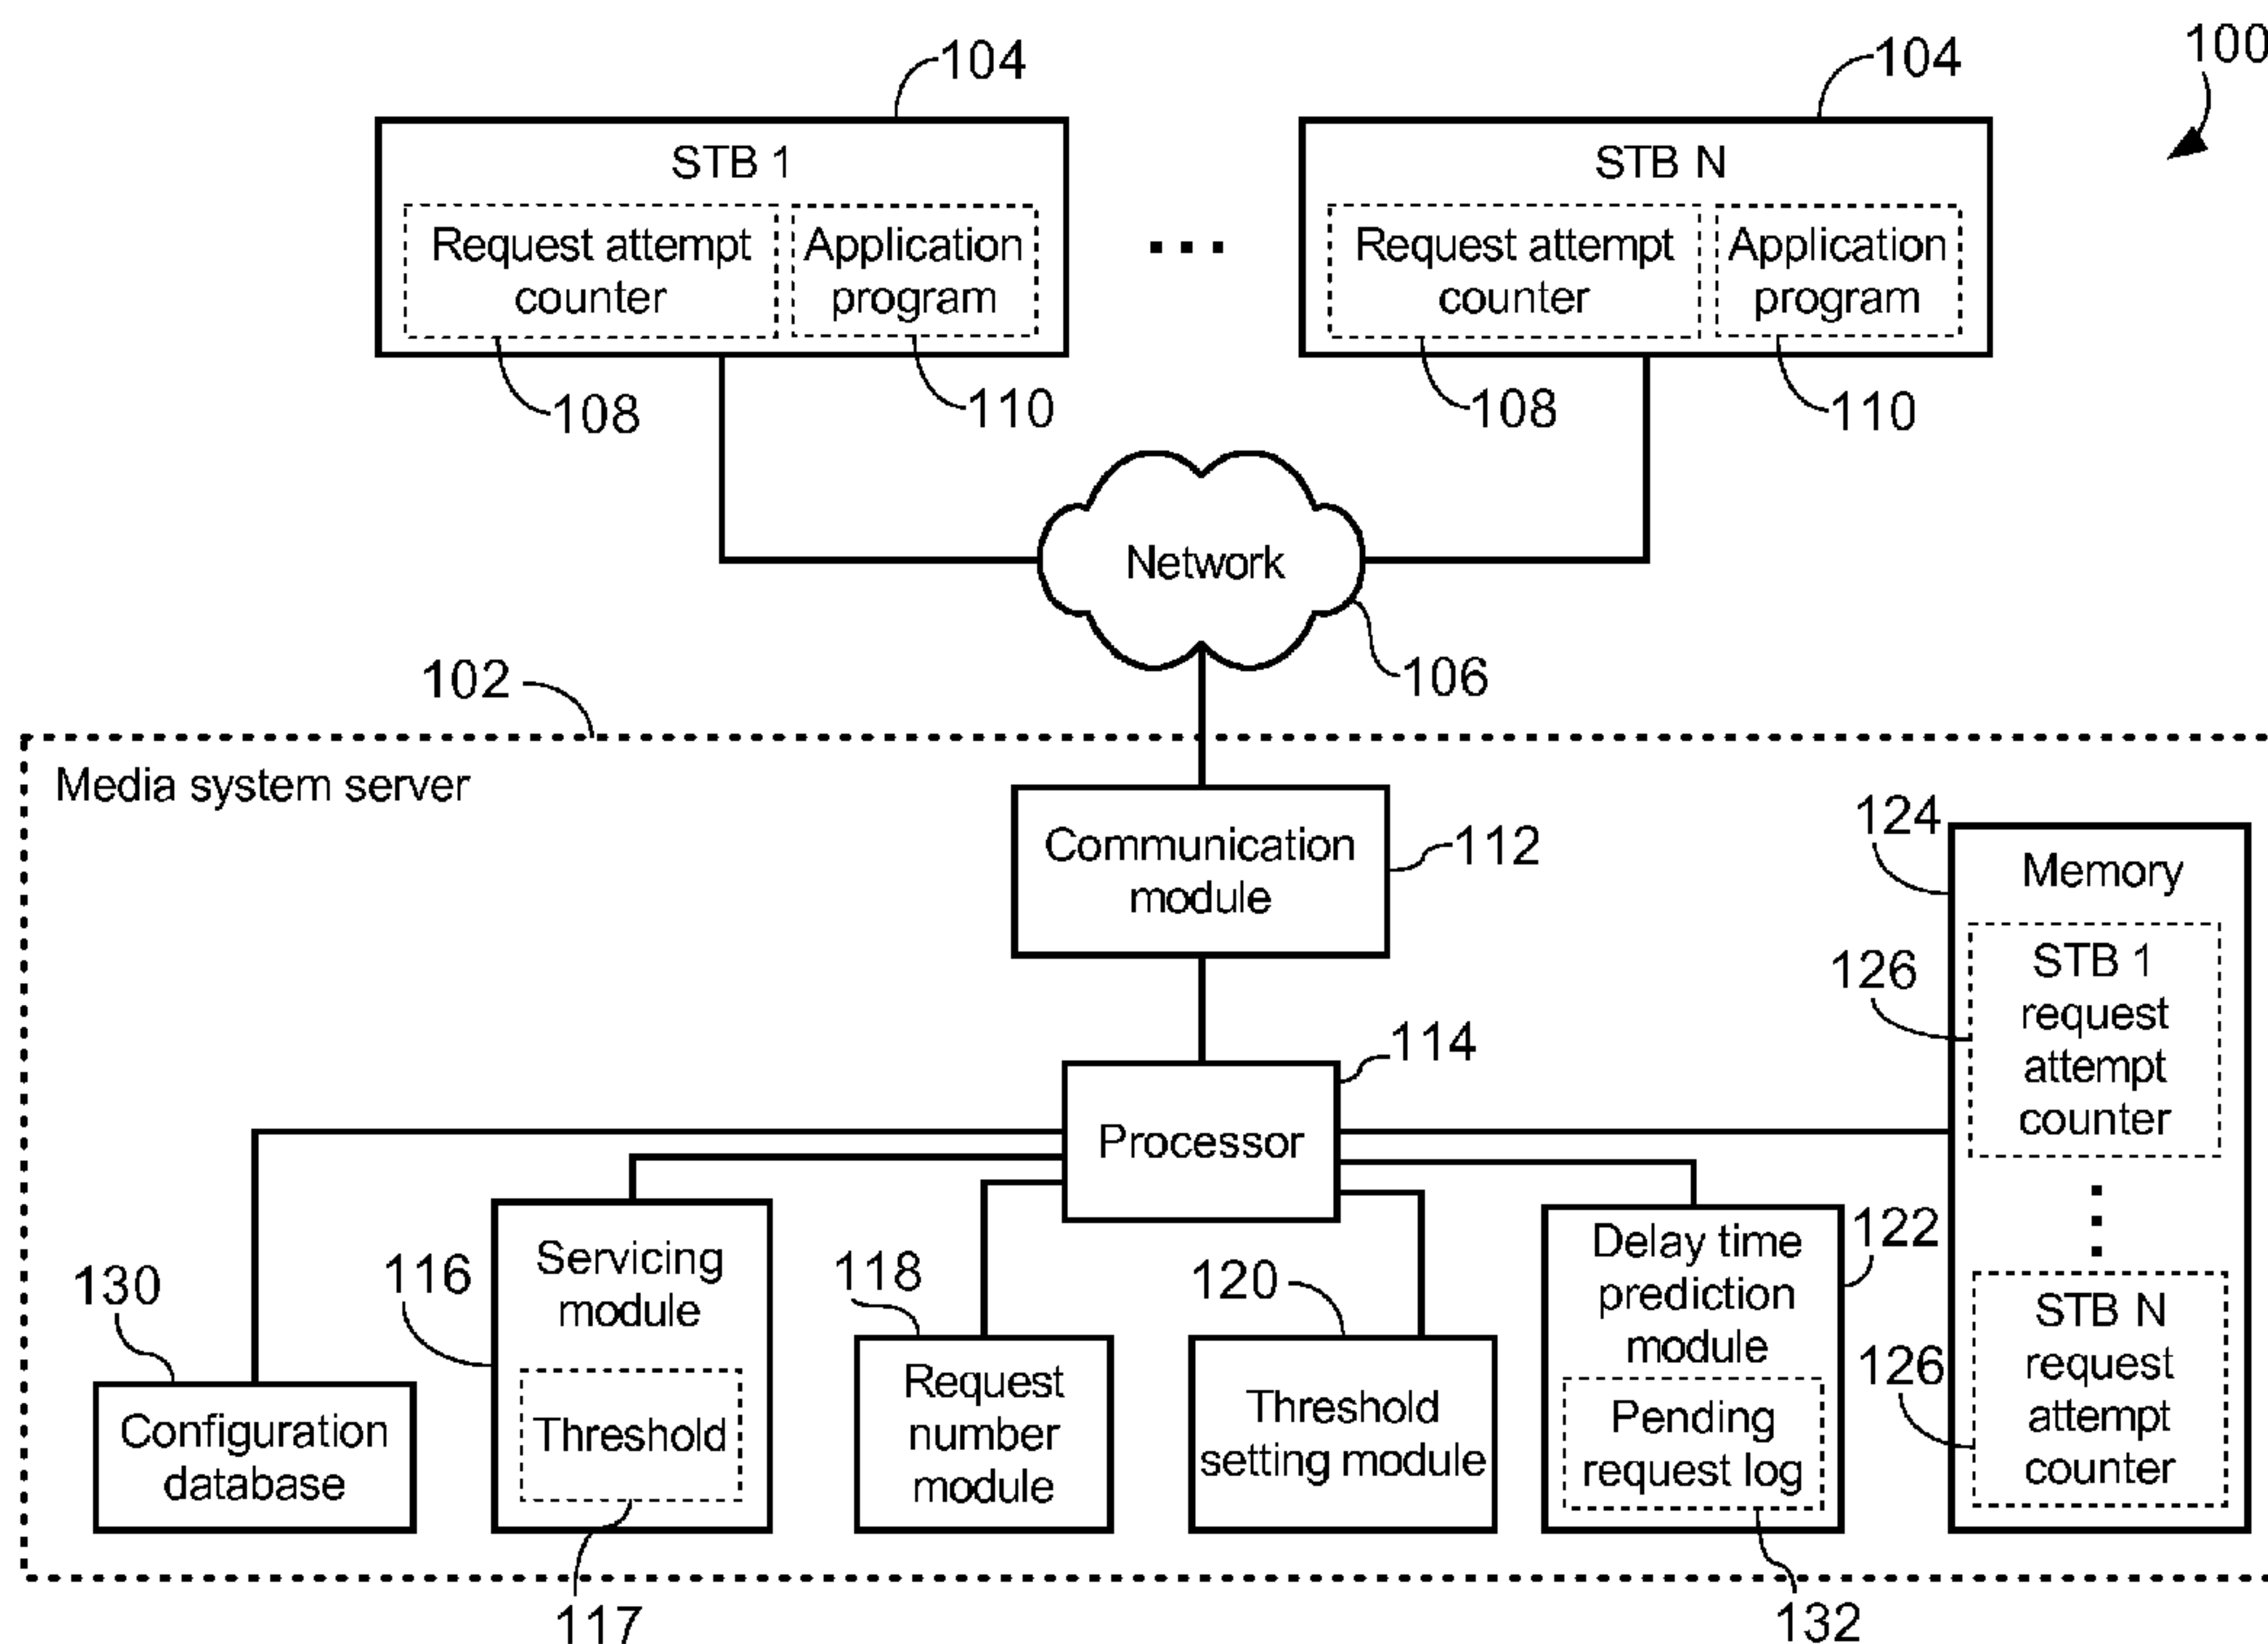 100
104
104
STB 1
Request attempt
counter
Application
program
...
STB N
Request attempt
counter
Application
program
108
110
108
110
Network
106
102
Media system server
Communication
module
112
124
Memory
STB 1
request
attempt
counter
126
114
Processor
130
Configuration
database
116
Servicing
module
Threshold
117
118
Request
number
module
120
Threshold
setting module
122
Delay time
prediction
module
Pending
request log
132
126
STB N
request
attempt
counter